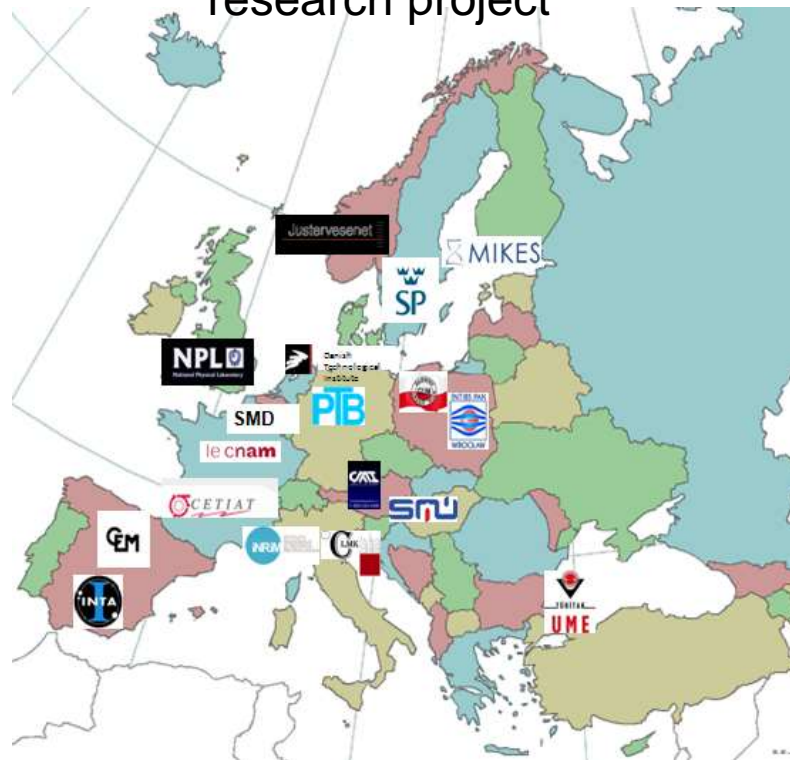 research project
Justervesenet
MIKES
SP
NPL
National Physical Laboratory
Danish
Technological
Institute
PTB
SMD
INTiBS PAN
WROCŁAW
le cnam
CMI
CETIAT
SMU
CEM
INRiM
LMK
INTA
TÜBİTAK
UME